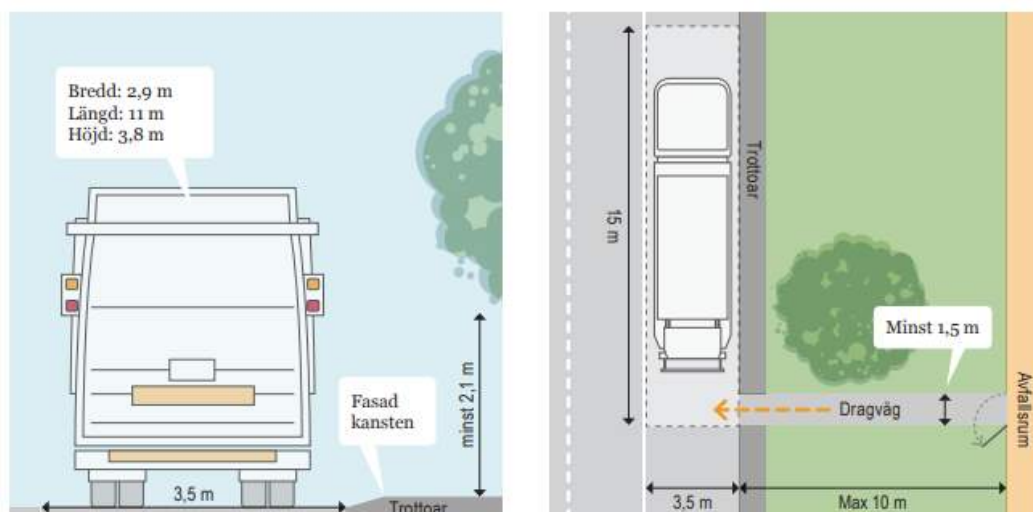 Bredd: 2,9 m
Längd: 11 m
Höjd: 3,8 m
Fasad
kansten
minst 2,1 m
3,5 m
Trottoar
15 m
Trottoar
Minst 1,5 m
Dragväg
Avfallsrum
3,5 m
Max 10 m